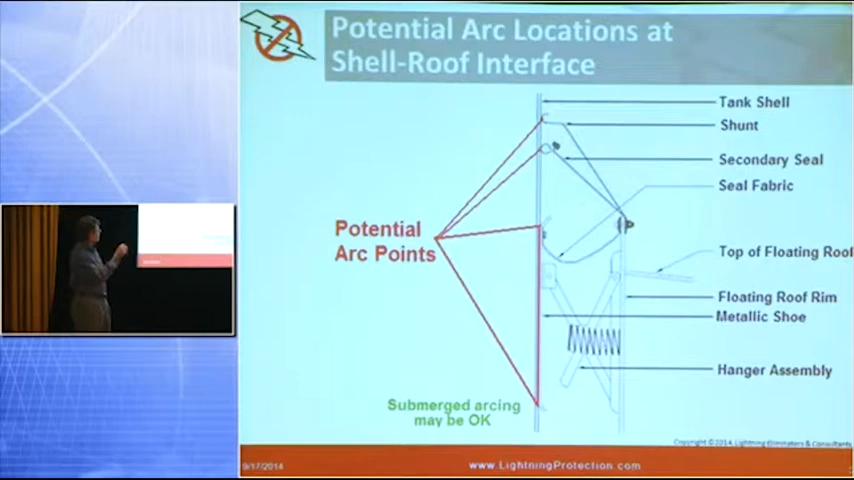 Potential Arc Locations at
Shell-Roof Interface
Tank Shell
Shunt
Secondary Seal
Seal Fabric
Potential
Arc Points
Top of Floating Roof
Floating Roof Rim
Metallic Shoe
Hanger Assembly
Submerged arcing
may be OK
Copyright ©2014 Lightning Eliminators & Consultants
9/17/2014
www.LightningProtection.com